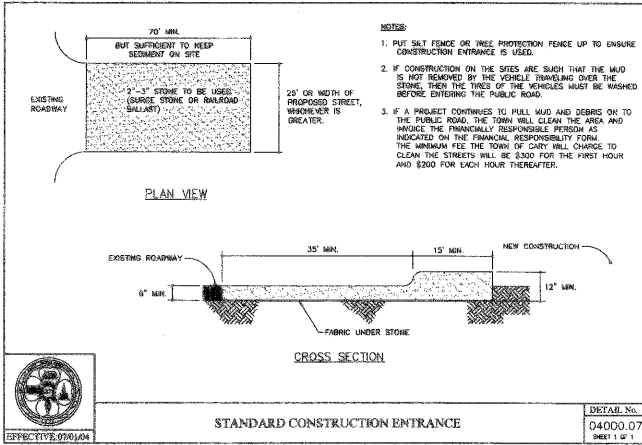 70' MIN.
BUT SUFFICIENT TO KEEP
SEDIMENT ON SITE
EXISTING
ROADWAY
2"-3" STONE TO BE USED
(SURGE STONE OR RAILROAD
BALLAST)
25' OR WIDTH OF
PROPOSED STREET,
WHICHEVER IS
GREATER.
PLAN VIEW
NOTES:
1. PUT SILT FENCE OR TREE PROTECTION FENCE UP TO ENSURE
CONSTRUCTION ENTRANCE IS USED.
2. IF CONSTRUCTION ON THE SITES ARE SUCH THAT THE MUD
IS NOT REMOVED BY THE VEHICLE TRAVELING OVER THE
STONE, THEN THE TIRES OF THE VEHICLES MUST BE WASHED
BEFORE ENTERING THE PUBLIC ROAD.
3. IF A PROJECT CONTINUES TO PULL MUD AND DEBRIS ON TO
THE PUBLIC ROAD, THE TOWN WILL CLEAN THE AREA AND
INVOICE THE FINANCIALLY RESPONSIBLE PERSON AS
INDICATED ON THE FINANCIAL RESPONSIBILITY FORM.
THE MINIMUM FEE THE TOWN OF CARY WILL CHARGE TO
CLEAN THE STREETS WILL BE $300 FOR THE FIRST HOUR
AND $200 FOR EACH HOUR THEREAFTER.
EXISTING ROADWAY
35' MIN.
15' MIN.
NEW CONSTRUCTION
6" MIN.
12" MIN.
FABRIC UNDER STONE
CROSS SECTION
EFFECTIVE: 07/01/04
STANDARD CONSTRUCTION ENTRANCE
DETAIL No.
04000.07
SHEET 1 OF 1